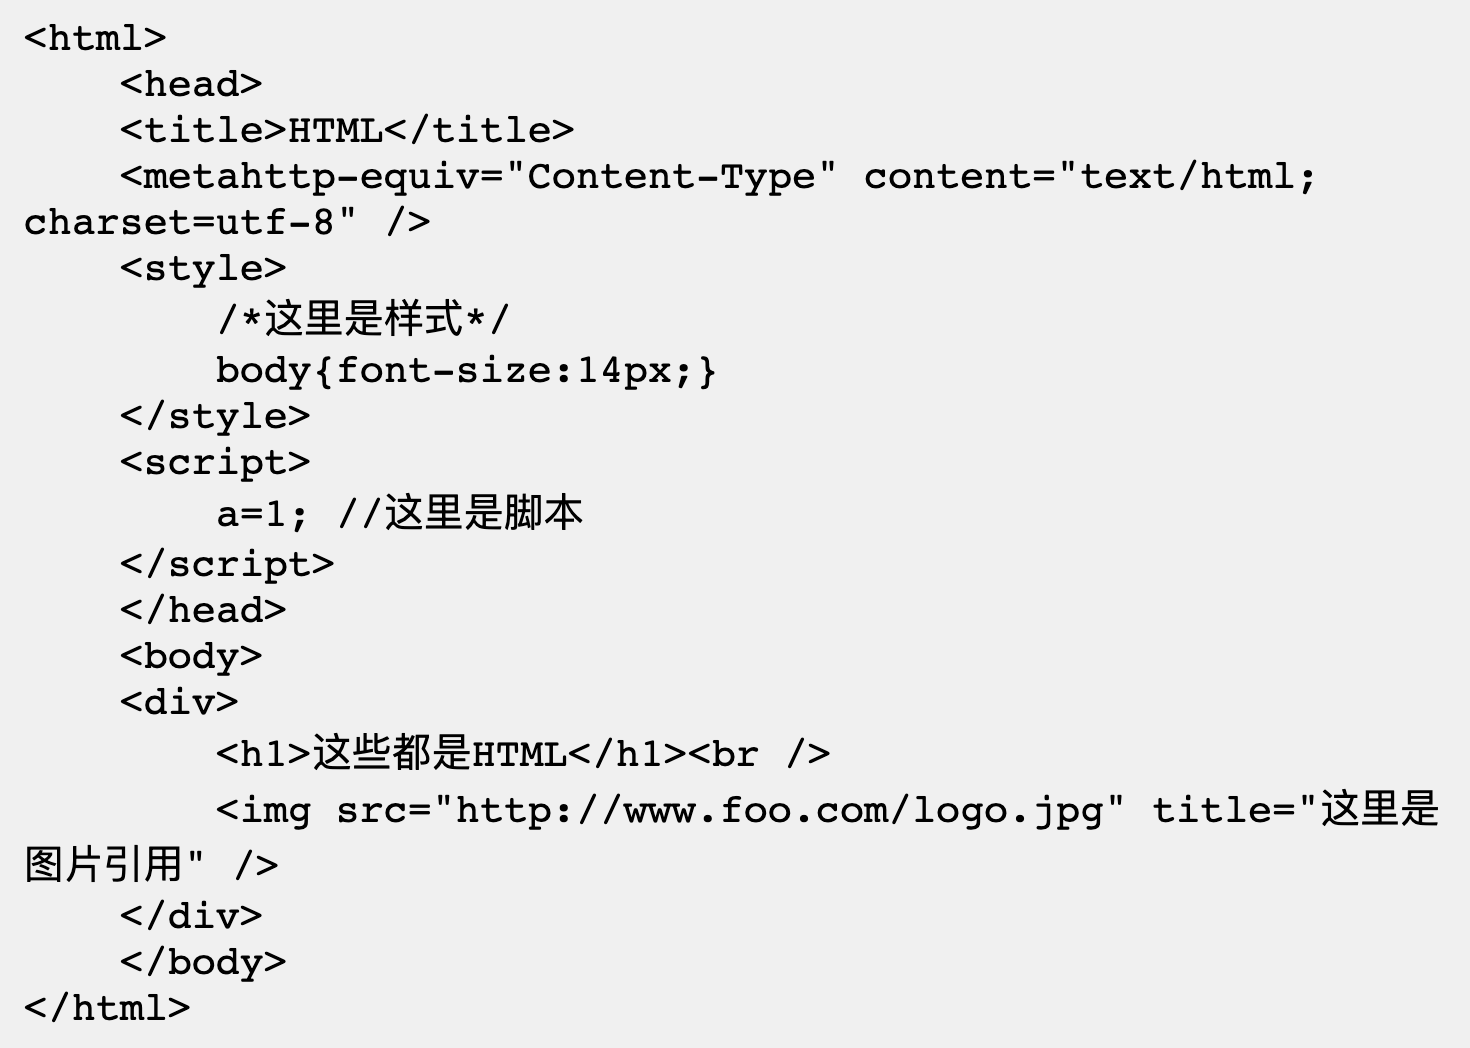 <html>
<head>
<title>HTML</title>
<metahttp-equiv="Content-Type" content="text/html;
charset=utf-8" />
<style>
/*这里是样式*/
body{font-size:14px;}
</style>
<script>
a=1; //这里是脚本
</script>
</head>
<body>
<div>
<h1>这些都是HTML</h1><br />
<img src="http://www.foo.com/logo.jpg" title="这里是
图片引用" />
</div>
</body>
</html>